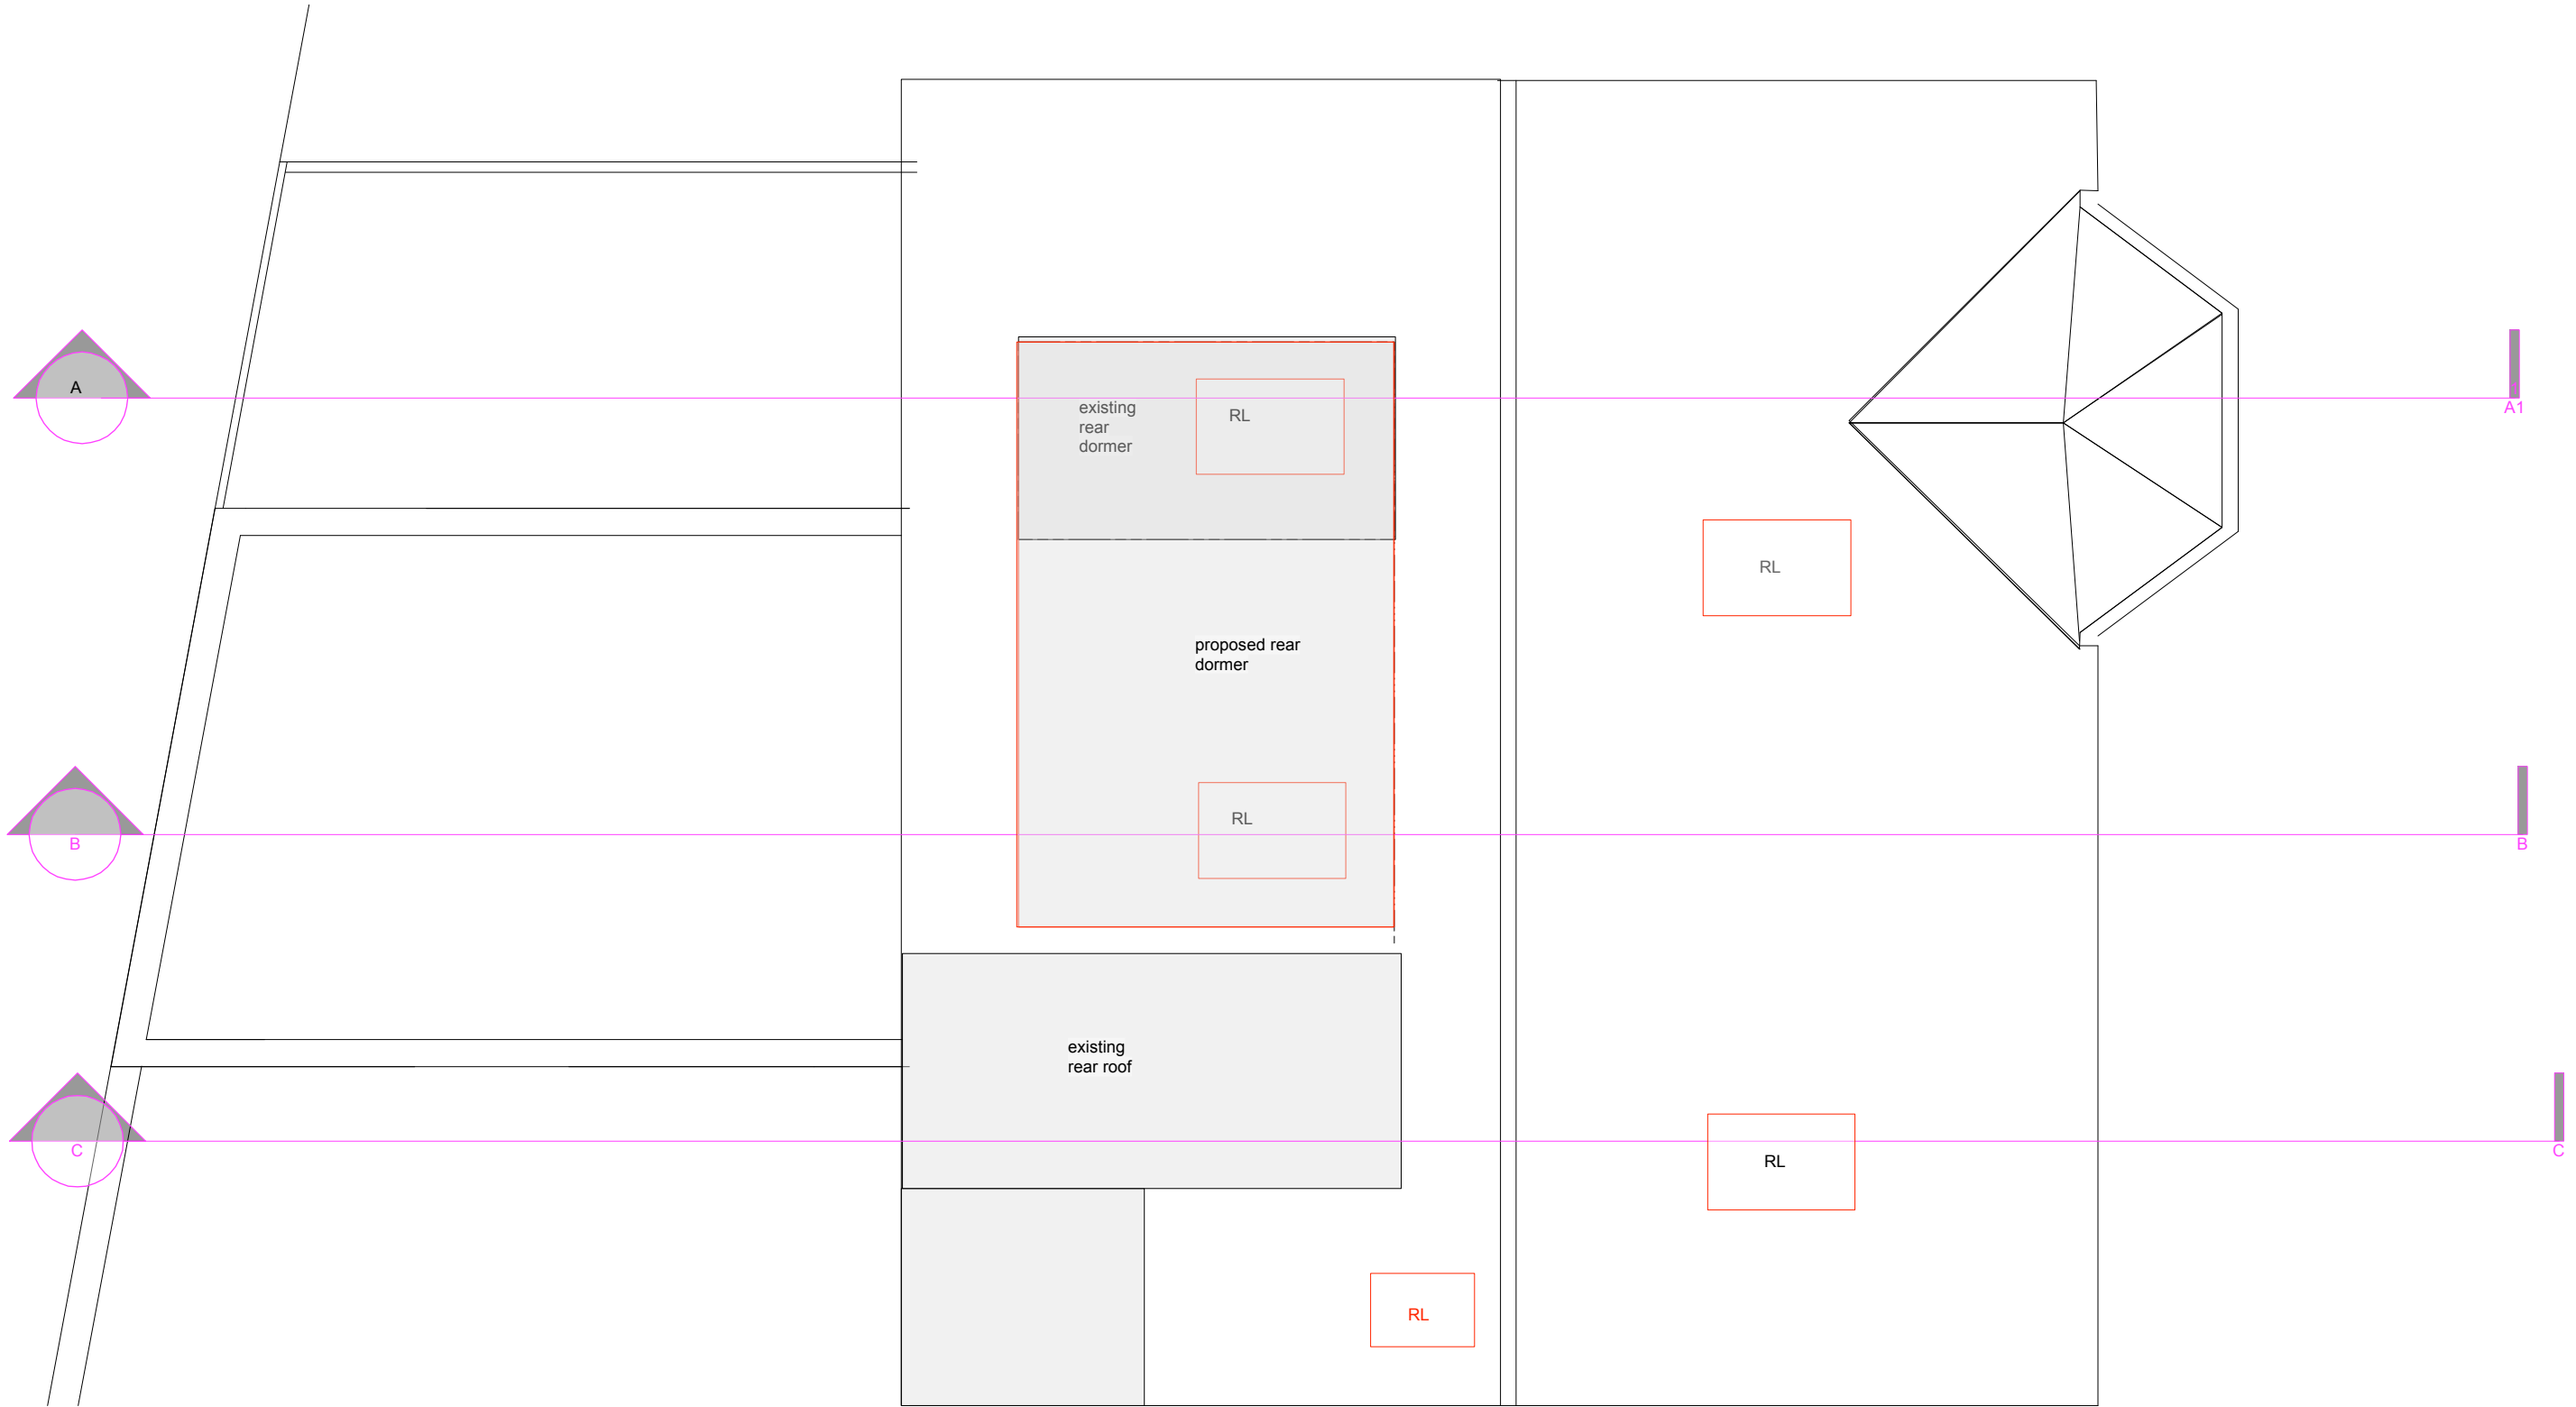 A
existing
rear
dormer
RL
A1
RL
proposed rear
dormer
RL
B
B
existing
rear roof
C
RL
C
RL